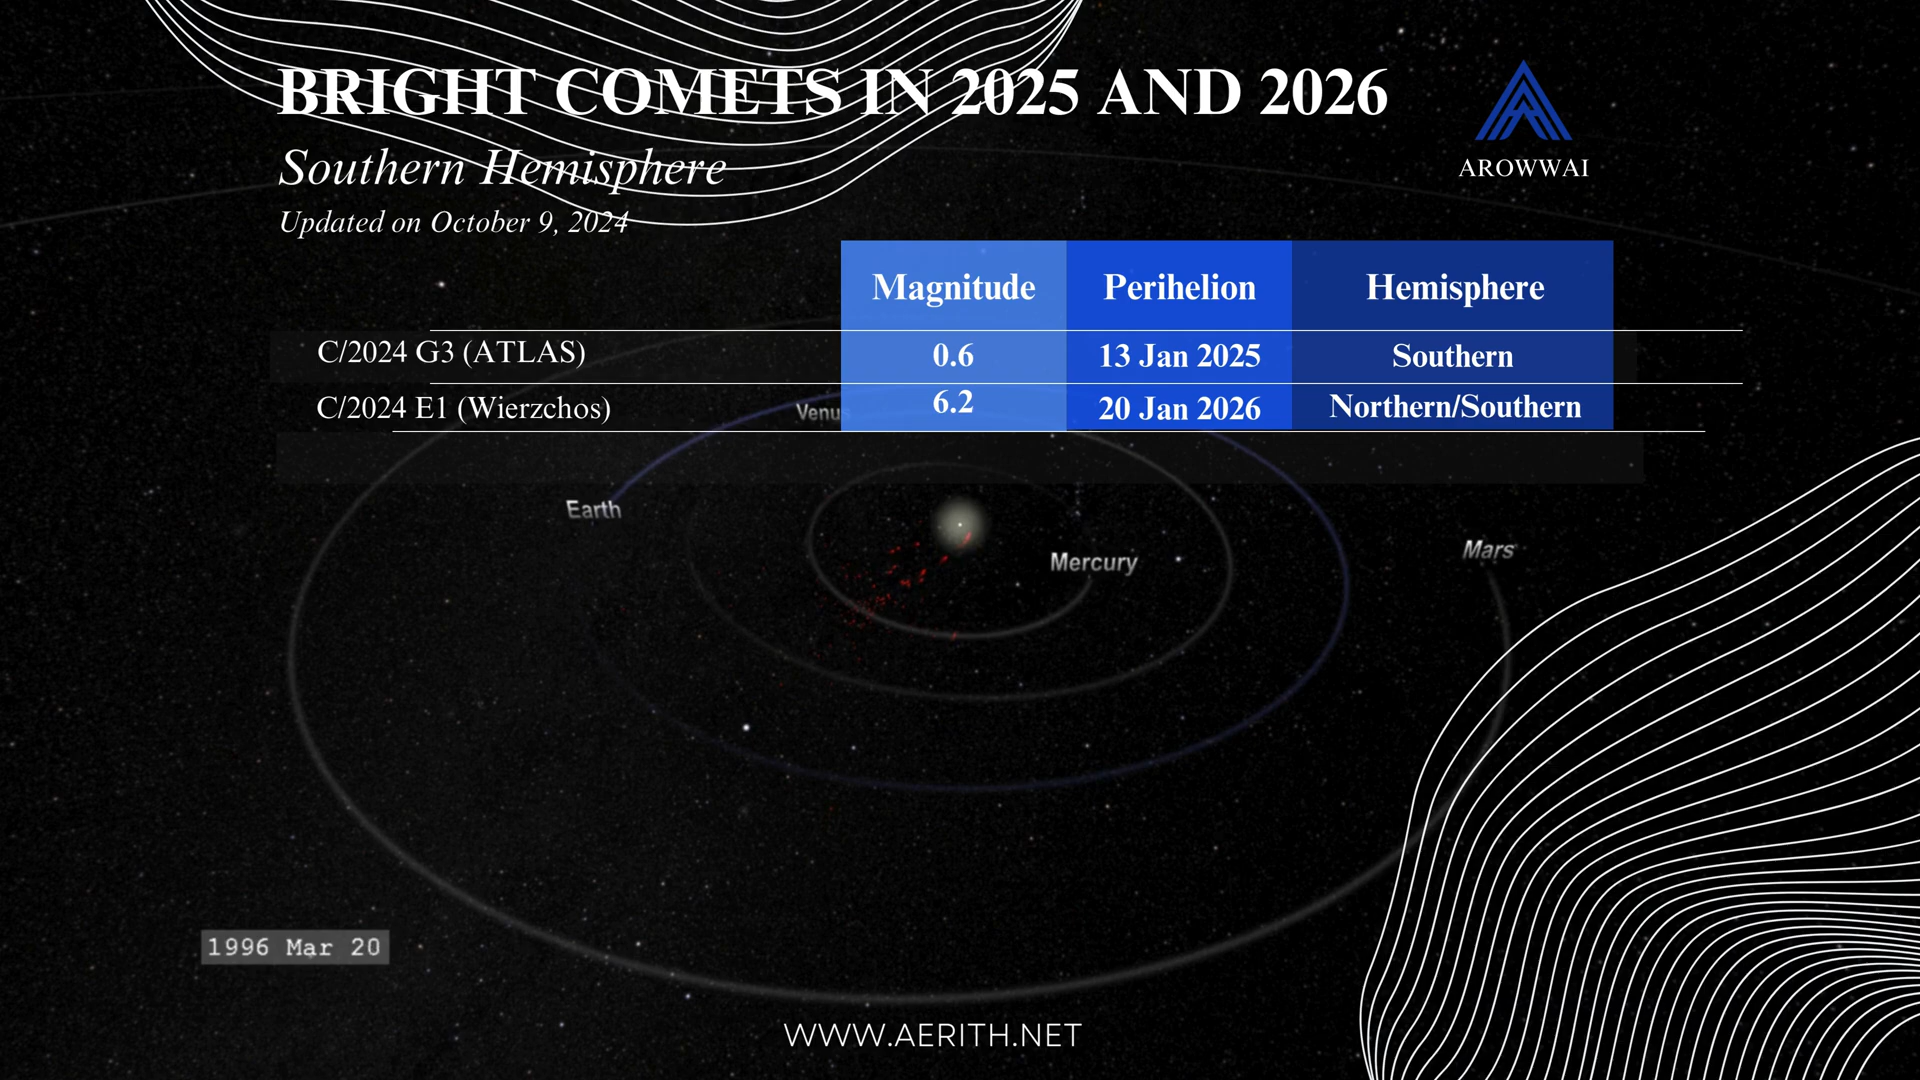 BRIGHT COMETS IN 2025 AND 2026
AROWWAI
Southern Hemisphere
Updated on October 9, 2024
Magnitude Perihelion Hemisphere
C/2024 G3 (ATLAS) 0.6 13 Jan 2025 Southern
C/2024 E1 (Wierzchos) 6.2 20 Jan 2026 Northern/Southern
Venus
Earth
Mercury
Mars
1996 Mar 20
WWW.AERITH.NET